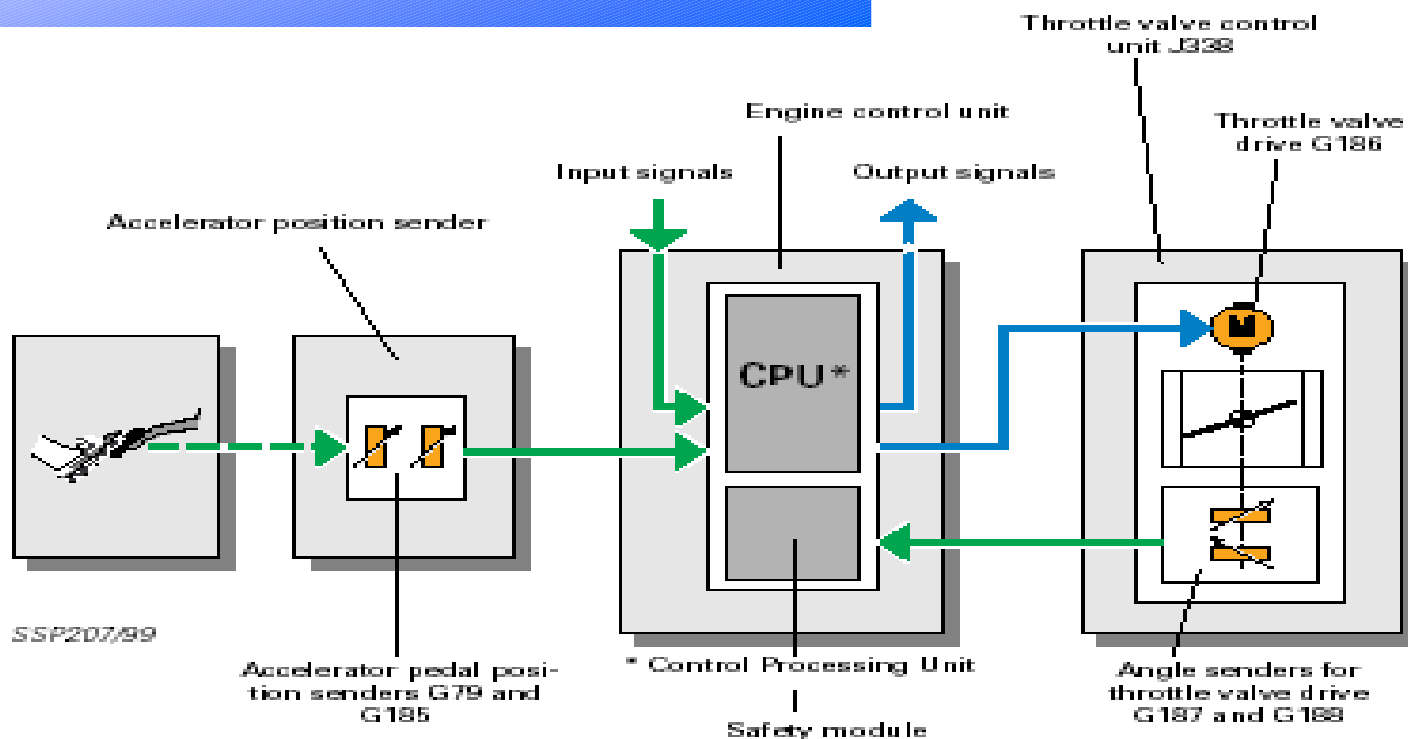 Throttle valve control
unit J338
Engine control unit
Throttle valve
drive G186
Input signals
Output signals
Accelerator position sender
M
CPU*
SSP207/99
Accelerator pedal posi-
tion senders G79 and
G185
* Control Processing Unit
Safety module
Angle senders for
throttle valve drive
G187 and G188